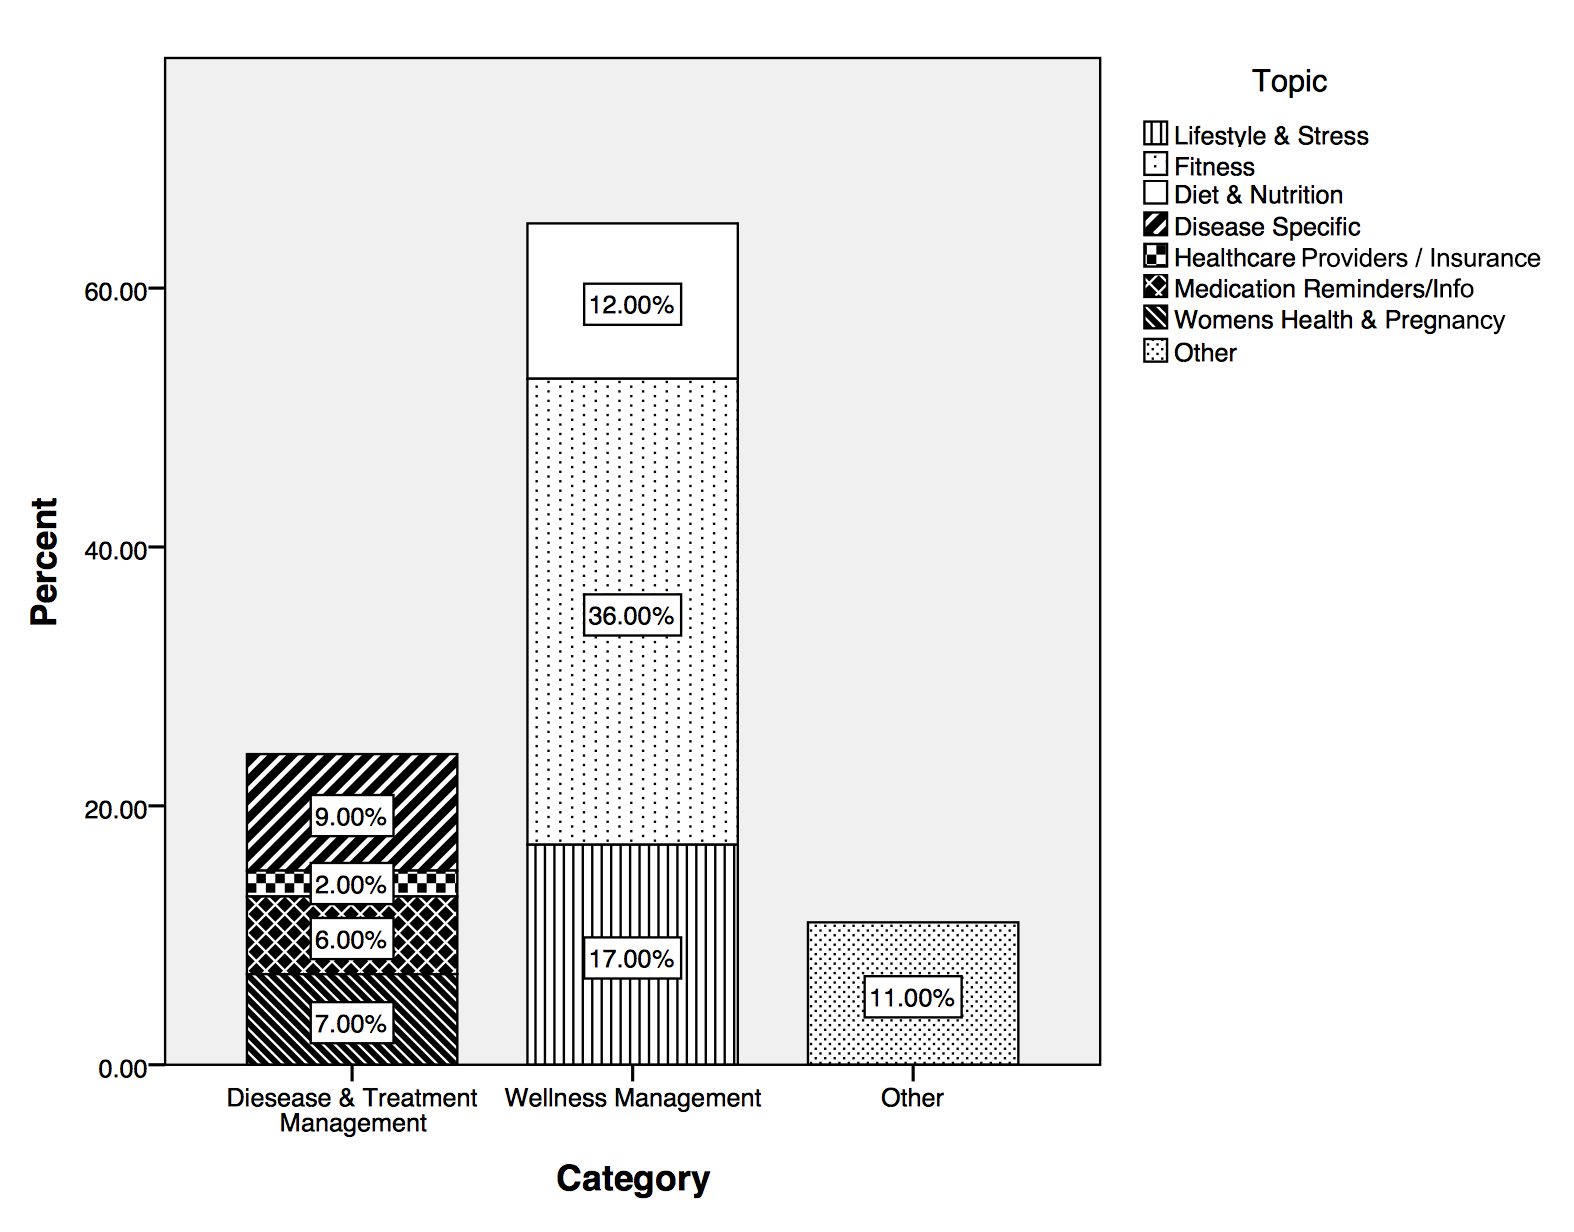 Topic
Lifestyle & Stress
Fitness
Diet & Nutrition
Disease Specific
Healthcare Providers / Insurance
Medication Reminders/Info
Womens Health & Pregnancy
Other
Percent
60.00
40.00
20.00
0.00
12.00%
36.00%
17.00%
9.00%
2.00%
6.00%
7.00%
11.00%
Diesease & Treatment
Management
Wellness Management
Other
Category